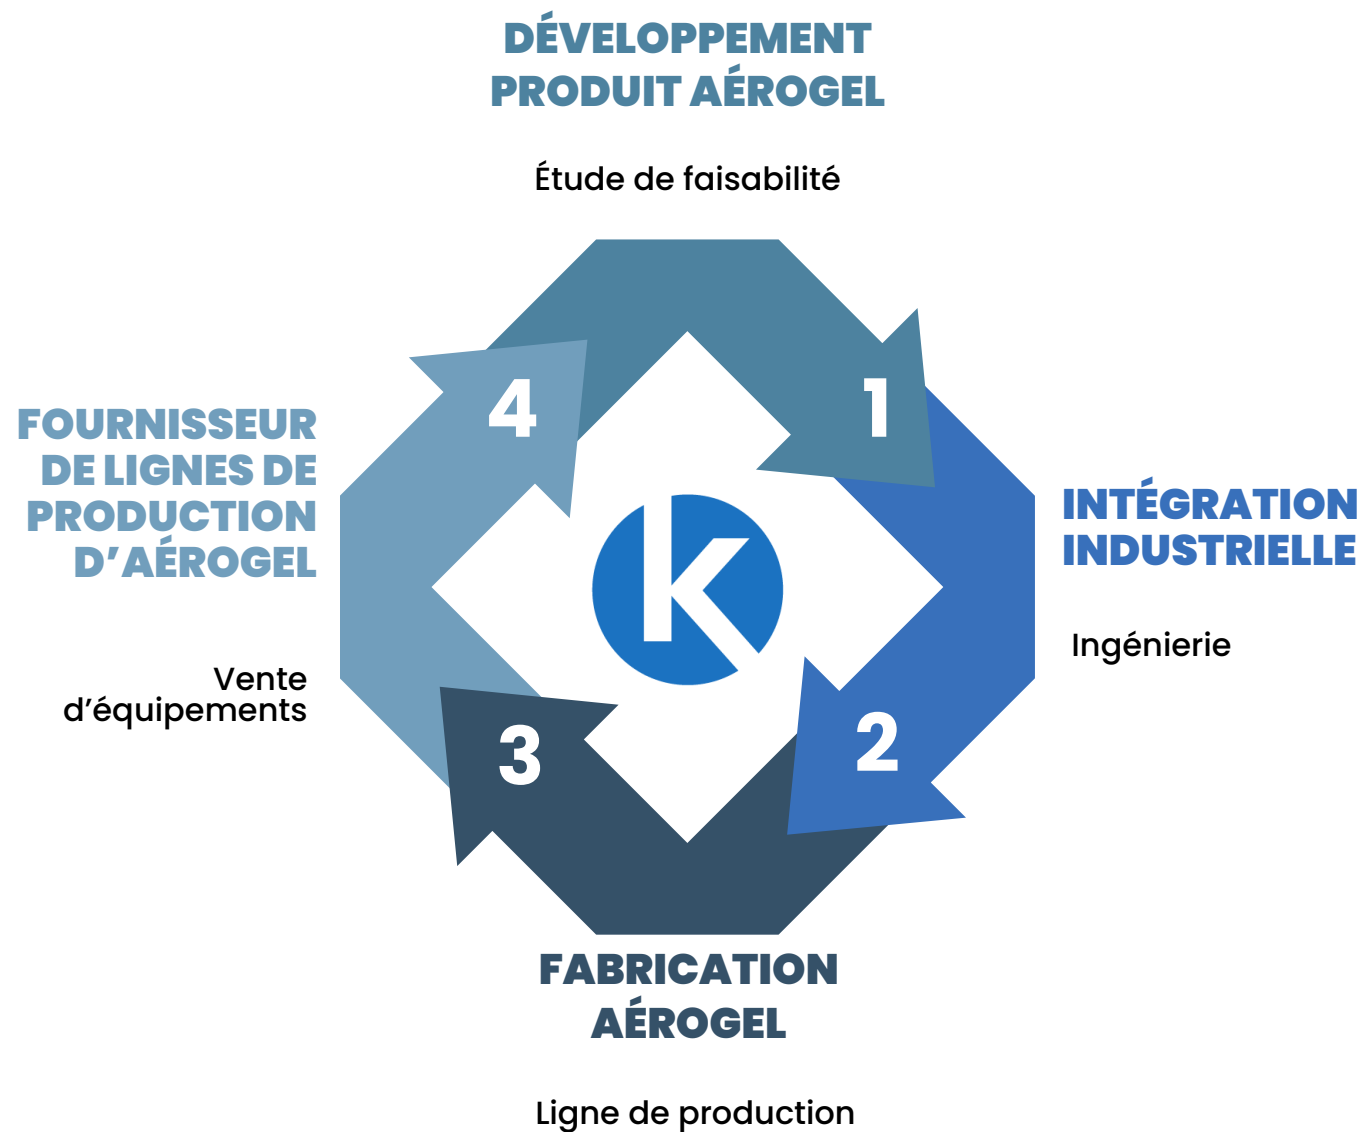 DÉVELOPPEMENT
PRODUIT AÉROGEL
Étude de faisabilité
1
INTÉGRATION
INDUSTRIELLE
Ingénierie
2
FABRICATION
AÉROGEL
Ligne de production
3
FOURNISSEUR
DE LIGNES DE
PRODUCTION
D’AÉROGEL
Vente
d’équipements
4
K